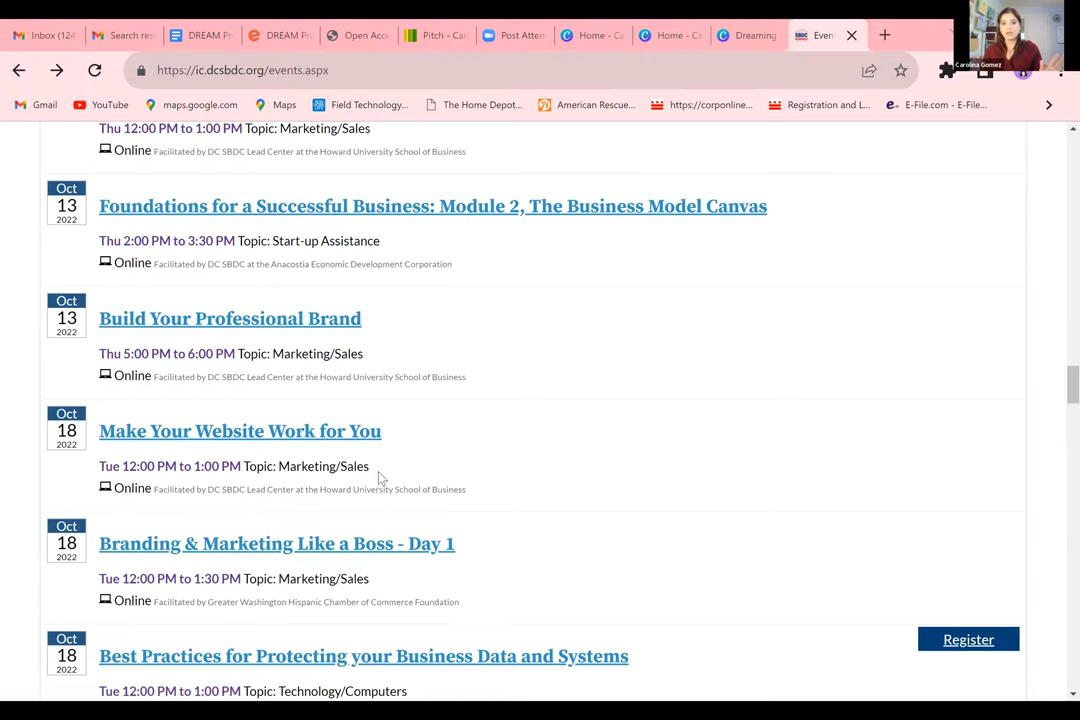 Inbox (124
Search res
DREAM Pr
DREAM Pr
Open Acce
Pitch - Can
Post Atten
Home - Ca
Home - Ca
Dreaming
SBDC
Even
Carolina Gomez
https://ic.dcsbdc.org/events.aspx
Gmail
YouTube
maps.google.com
Maps
Field Technology...
The Home Depot...
American Rescue...
https://corponline...
Registration and L...
E-File.com - E-File...
Thu 12:00 PM to 1:00 PM Topic: Marketing/Sales
Online Facilitated by DC SBDC Lead Center at the Howard University School of Business
Oct
13
2022
Foundations for a Successful Business: Module 2, The Business Model Canvas
Thu 2:00 PM to 3:30 PM Topic: Start-up Assistance
Online Facilitated by DC SBDC at the Anacostia Economic Development Corporation
Oct
13
2022
Build Your Professional Brand
Thu 5:00 PM to 6:00 PM Topic: Marketing/Sales
Online Facilitated by DC SBDC Lead Center at the Howard University School of Business
Oct
18
2022
Make Your Website Work for You
Tue 12:00 PM to 1:00 PM Topic: Marketing/Sales
Online Facilitated by DC SBDC Lead Center at the Howard University School of Business
Oct
18
2022
Branding & Marketing Like a Boss - Day 1
Tue 12:00 PM to 1:30 PM Topic: Marketing/Sales
Online Facilitated by Greater Washington Hispanic Chamber of Commerce Foundation
Oct
18
2022
Best Practices for Protecting your Business Data and Systems
Register
Tue 12:00 PM to 1:00 PM Topic: Technology/Computers